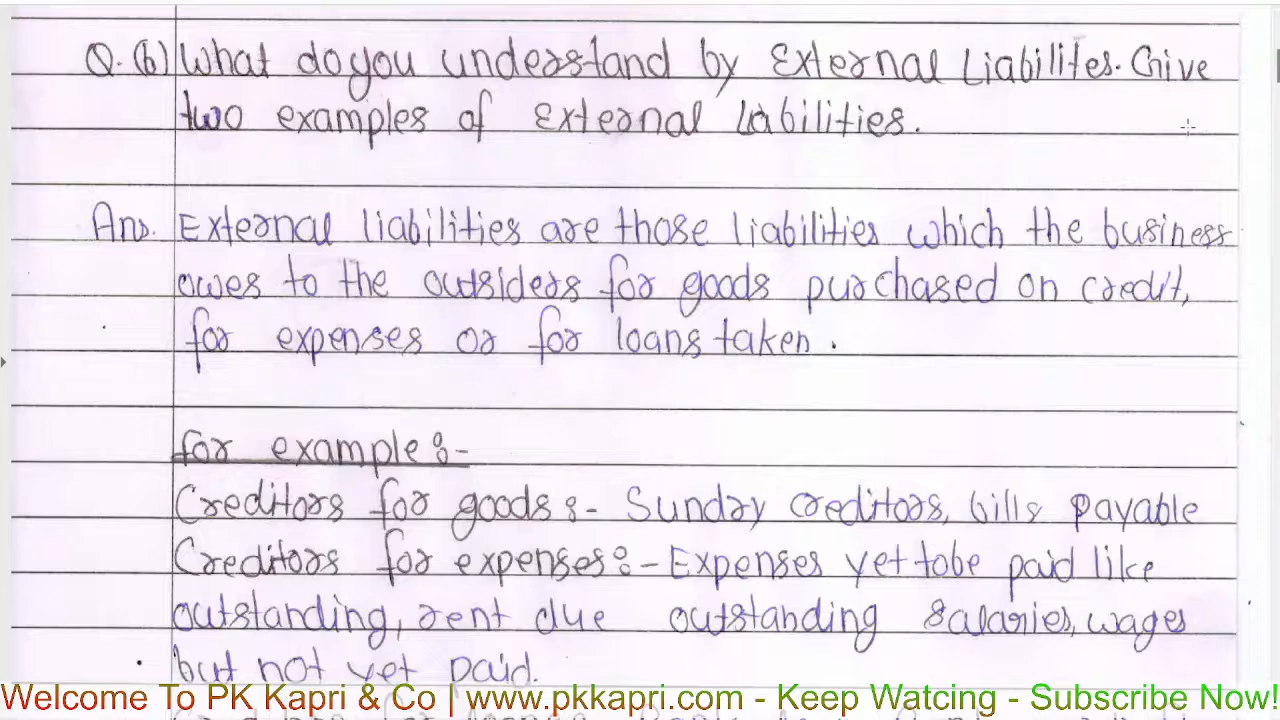 Q. (b) What do you understand by External Liabilites. Give
two examples of External Liabilities.
Ans. External liabilities are those liabilities which the business
owes to the outsiders for goods purchased on credit,
for expenses or for loans taken.
for example:-
Creditors for goods:- Sunday creditors, bills payable
Creditors for expenses:- Expenses yet to be paid like
outstanding, rent due outstanding salaries, wages
but not yet paid.
Welcome To PK Kapri & Co | www.pkkapri.com - Keep Watcing - Subscribe Now!